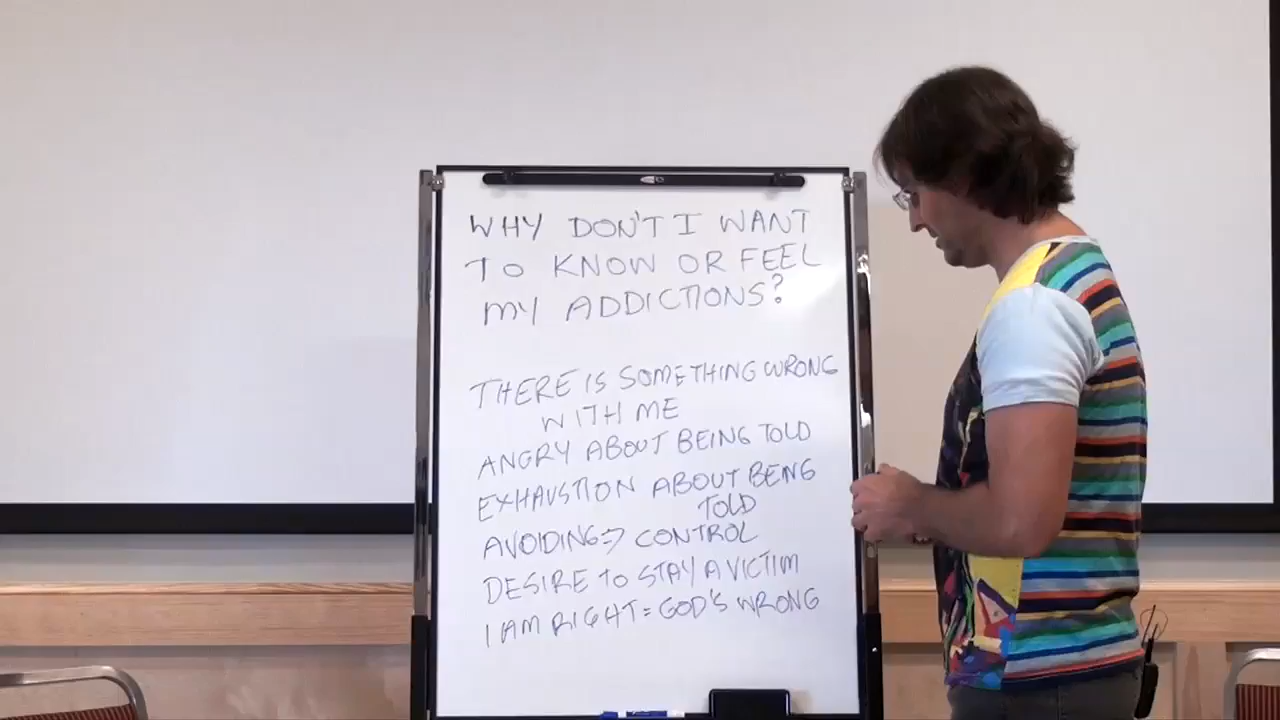 WHY DON'T I WANT
TO KNOW OR FEEL
MY ADDICTIONS?
THERE IS SOMETHING WRONG
WITH ME
ANGRY ABOUT BEING TOLD
EXHAUSTION ABOUT BEING
TOLD
AVOIDING => CONTROL
DESIRE TO STAY A VICTIM
I AM RIGHT = GOD'S WRONG